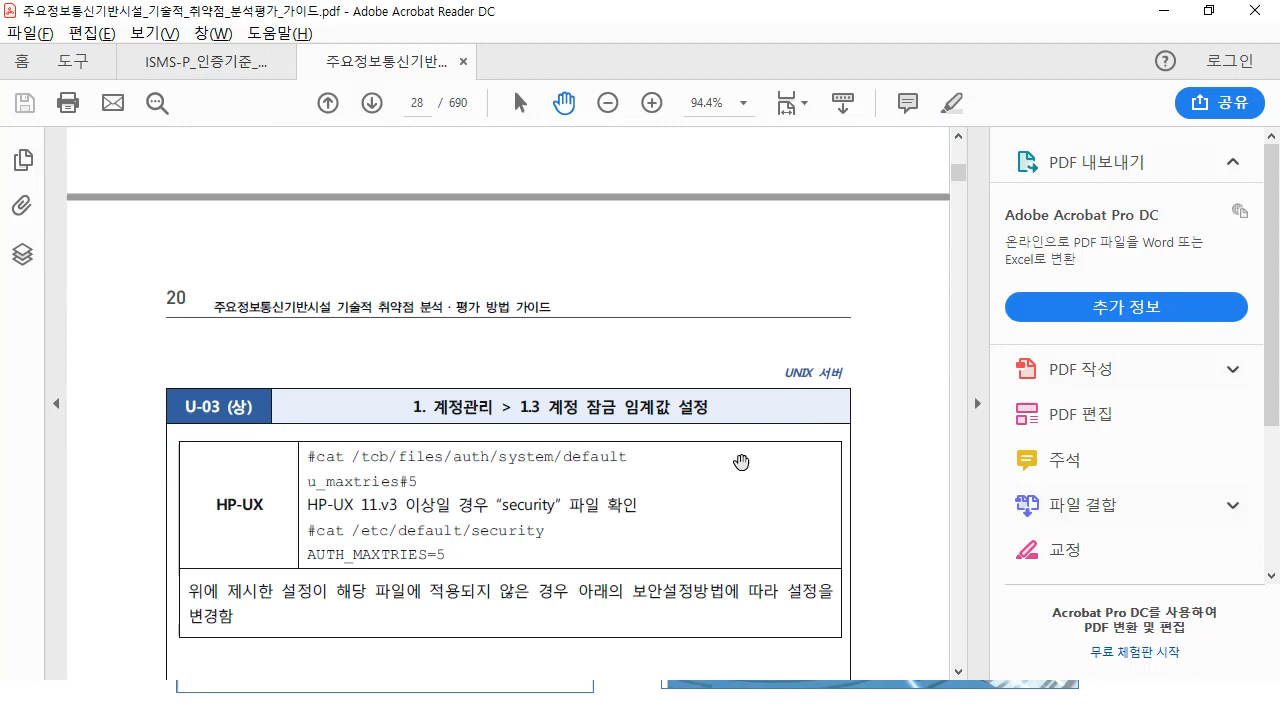 주요정보통신기반시설_기술적_취약점_분석평가_가이드.pdf - Adobe Acrobat Reader DC
파일(F) 편집(E) 보기(V) 창(W) 도움말(H)
홈 도구 ISMS-P_인증기준_... 주요정보통신기반... × ? 로그인
28 / 690 94.4% 공유
PDF 내보내기
Adobe Acrobat Pro DC
온라인으로 PDF 파일을 Word 또는
Excel로 변환
추가 정보
PDF 작성
PDF 편집
주석
파일 결합
교정
Acrobat Pro DC를 사용하여
PDF 변환 및 편집
무료 체험판 시작
20 주요정보통신기반시설 기술적 취약점 분석·평가 방법 가이드
UNIX 서버
U-03 (상) 1. 계정관리 > 1.3 계정 잠금 임계값 설정
HP-UX
#cat /tcb/files/auth/system/default
u_maxtries#5
HP-UX 11.v3 이상일 경우 “security” 파일 확인
#cat /etc/default/security
AUTH_MAXTRIES=5
위에 제시한 설정이 해당 파일에 적용되지 않은 경우 아래의 보안설정방법에 따라 설정을
변경함